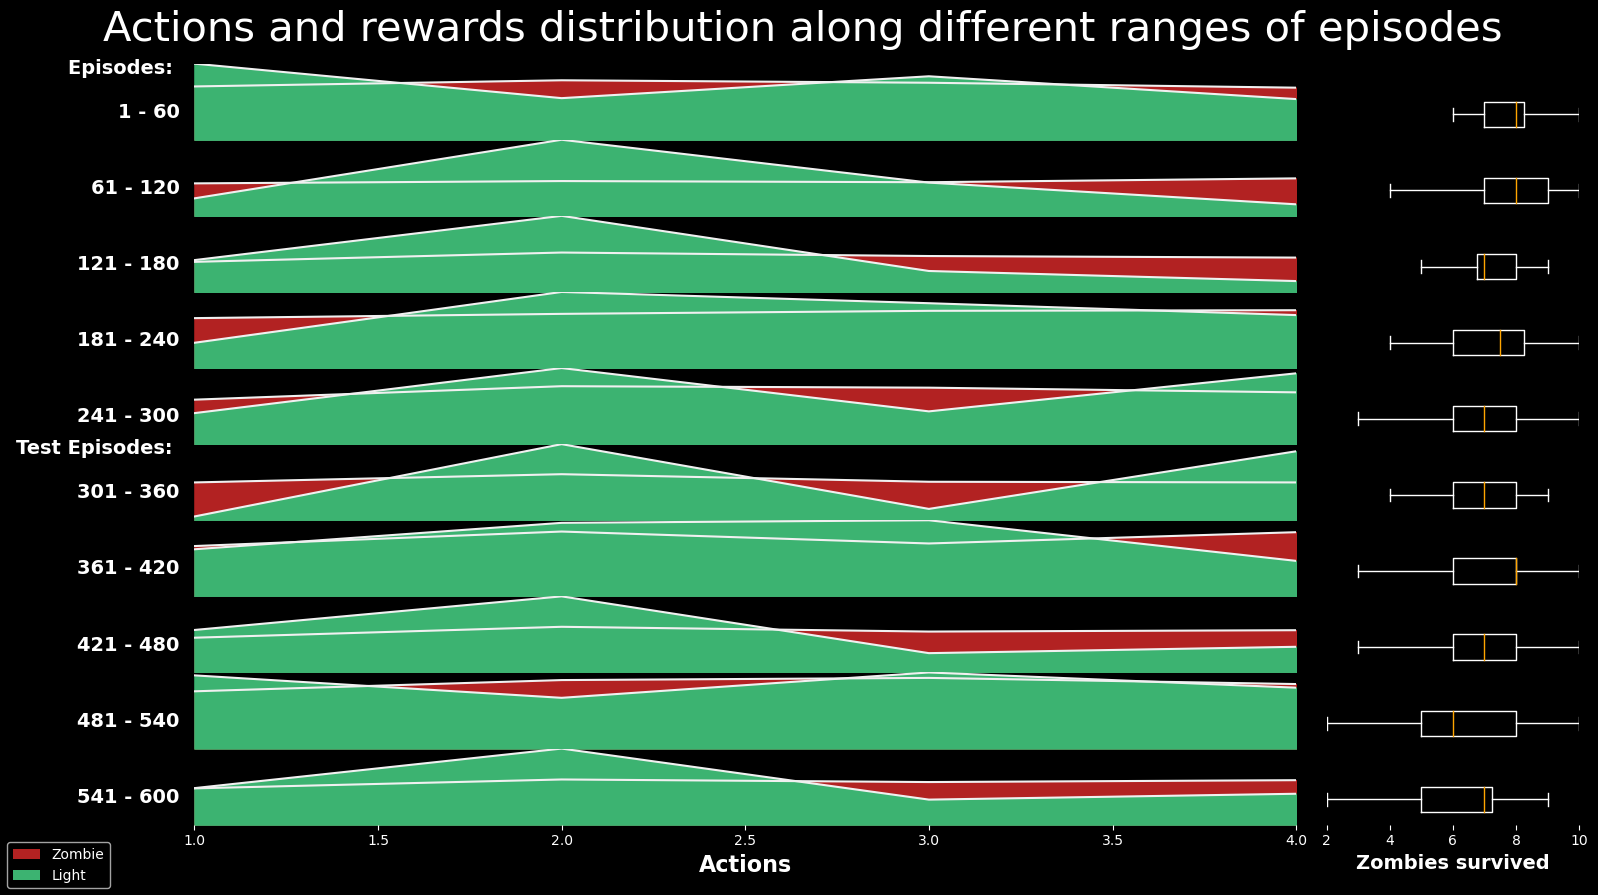 Actions and rewards distribution along different ranges of episodes
Episodes:
1 - 60
61 - 120
121 - 180
181 - 240
241 - 300
Test Episodes:
301 - 360
361 - 420
421 - 480
481 - 540
541 - 600
1.0 1.5 2.0 2.5 3.0 3.5 4.0 2 4 6 8 10
Actions
Zombies survived
Zombie
Light